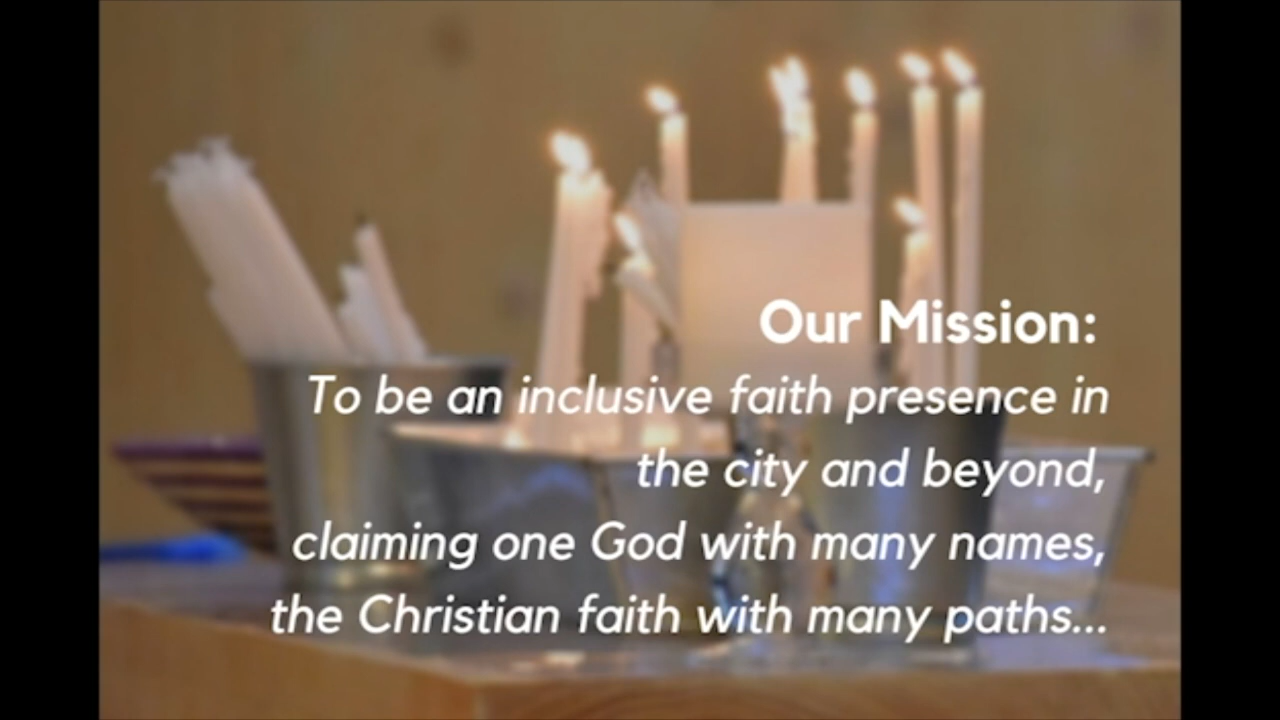 Our Mission:
To be an inclusive faith presence in
the city and beyond,
claiming one God with many names,
the Christian faith with many paths...